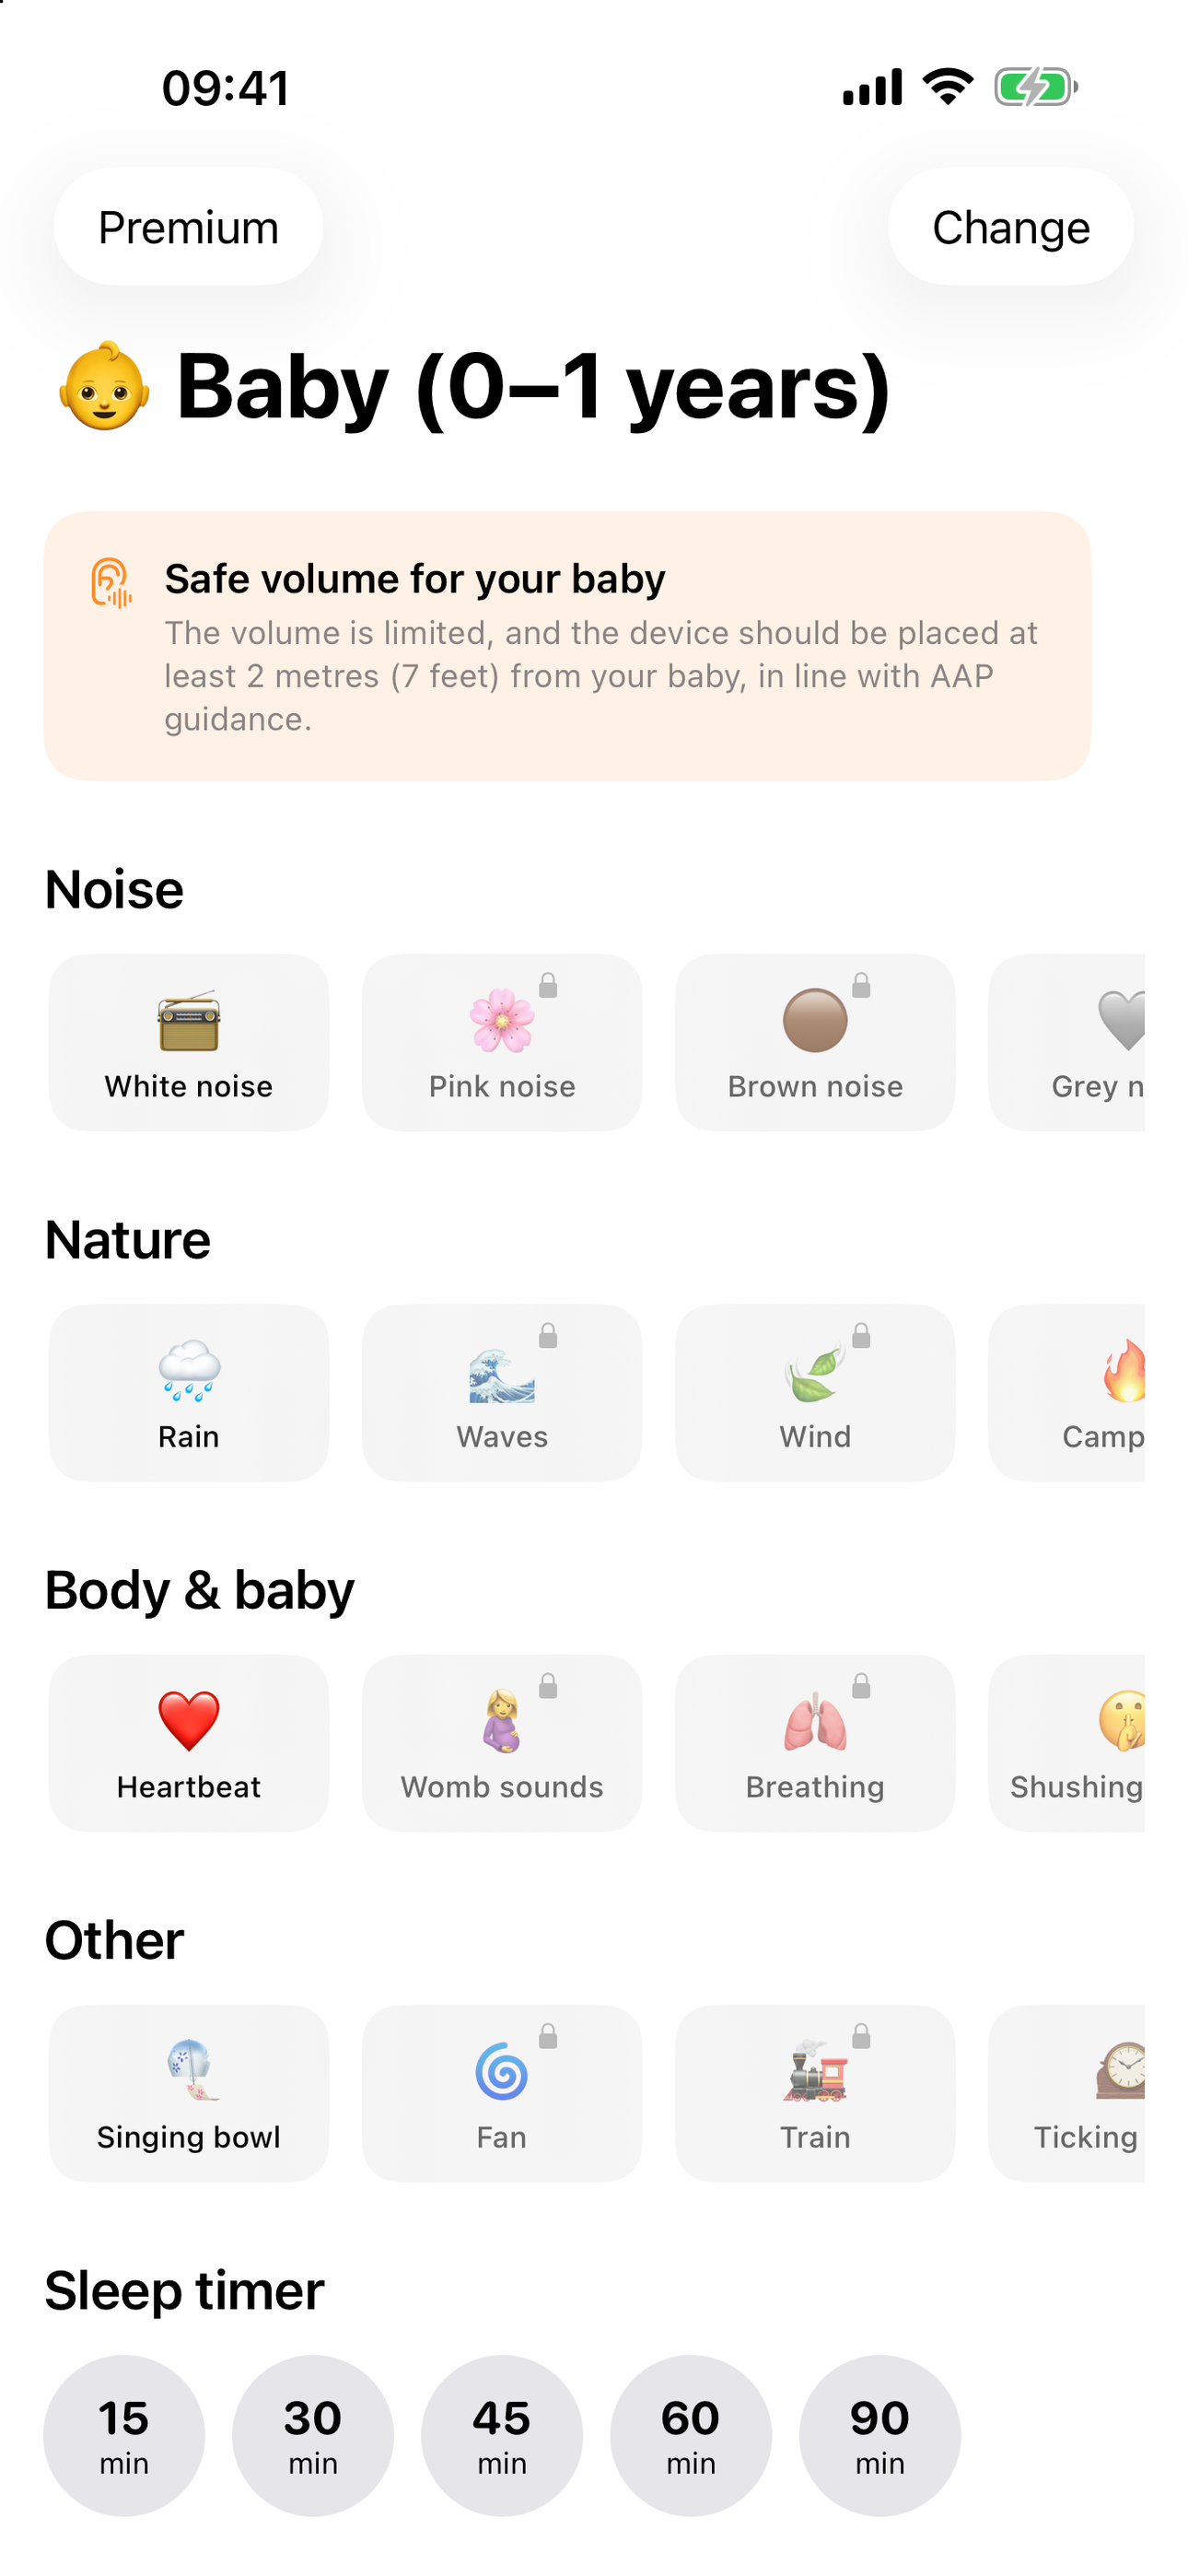 09:41
Premium
Change
Baby (0–1 years)
Safe volume for your baby
The volume is limited, and the device should be placed at
least 2 metres (7 feet) from your baby, in line with AAP
guidance.
Noise
White noise
Pink noise
Brown noise
Grey n
Nature
Rain
Waves
Wind
Camp
Body & baby
Heartbeat
Womb sounds
Breathing
Shushing
Other
Singing bowl
Fan
Train
Ticking
Sleep timer
15 min
30 min
45 min
60 min
90 min